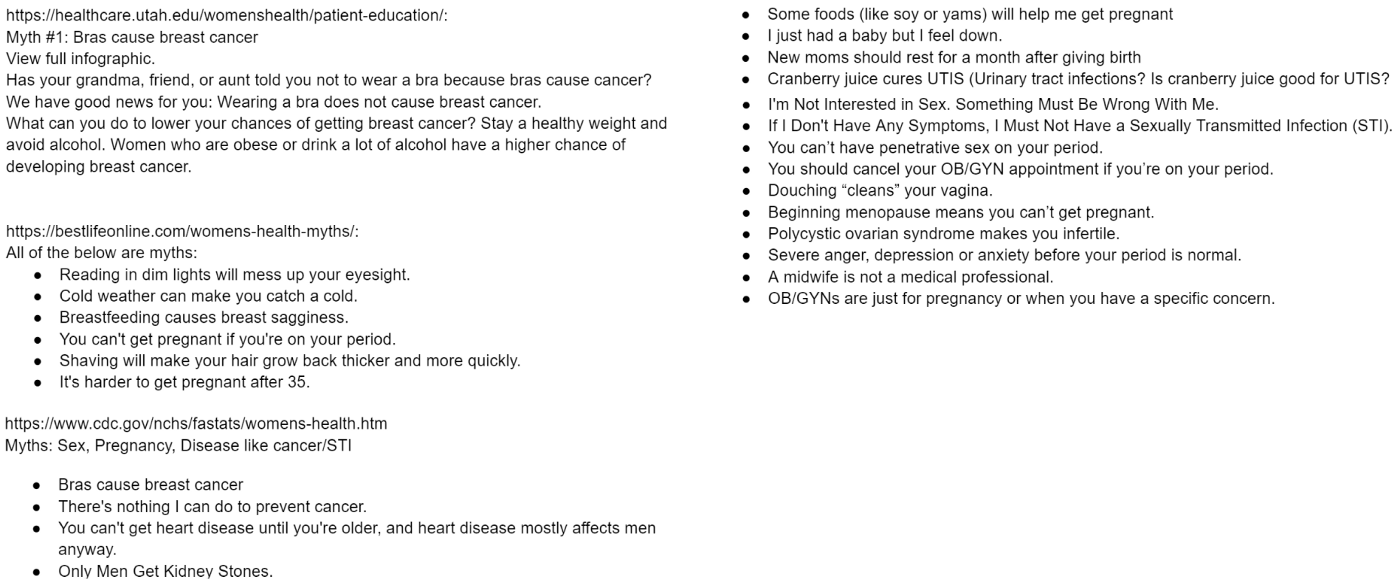 https://healthcare.utah.edu/womenshealth/patient-education/:
Myth #1: Bras cause breast cancer
View full infographic.
Has your grandma, friend, or aunt told you not to wear a bra because bras cause cancer?
We have good news for you: Wearing a bra does not cause breast cancer.
What can you do to lower your chances of getting breast cancer? Stay a healthy weight and
avoid alcohol. Women who are obese or drink a lot of alcohol have a higher chance of
developing breast cancer.
https://bestlifeonline.com/womens-health-myths/:
All of the below are myths:
● Reading in dim lights will mess up your eyesight.
● Cold weather can make you catch a cold.
● Breastfeeding causes breast sagginess.
● You can't get pregnant if you're on your period.
● Shaving will make your hair grow back thicker and more quickly.
● It's harder to get pregnant after 35.
https://www.cdc.gov/nchs/fastats/womens-health.htm
Myths: Sex, Pregnancy, Disease like cancer/STI
● Bras cause breast cancer
● There's nothing I can do to prevent cancer.
● You can't get heart disease until you're older, and heart disease mostly affects men
anyway.
● Only Men Get Kidney Stones.
● Some foods (like soy or yams) will help me get pregnant
● I just had a baby but I feel down.
● New moms should rest for a month after giving birth
● Cranberry juice cures UTIS (Urinary tract infections? Is cranberry juice good for UTIS?
● I'm Not Interested in Sex. Something Must Be Wrong With Me.
● If I Don't Have Any Symptoms, I Must Not Have a Sexually Transmitted Infection (STI).
● You can’t have penetrative sex on your period.
● You should cancel your OB/GYN appointment if you’re on your period.
● Douching “cleans” your vagina.
● Beginning menopause means you can’t get pregnant.
● Polycystic ovarian syndrome makes you infertile.
● Severe anger, depression or anxiety before your period is normal.
● A midwife is not a medical professional.
● OB/GYNs are just for pregnancy or when you have a specific concern.